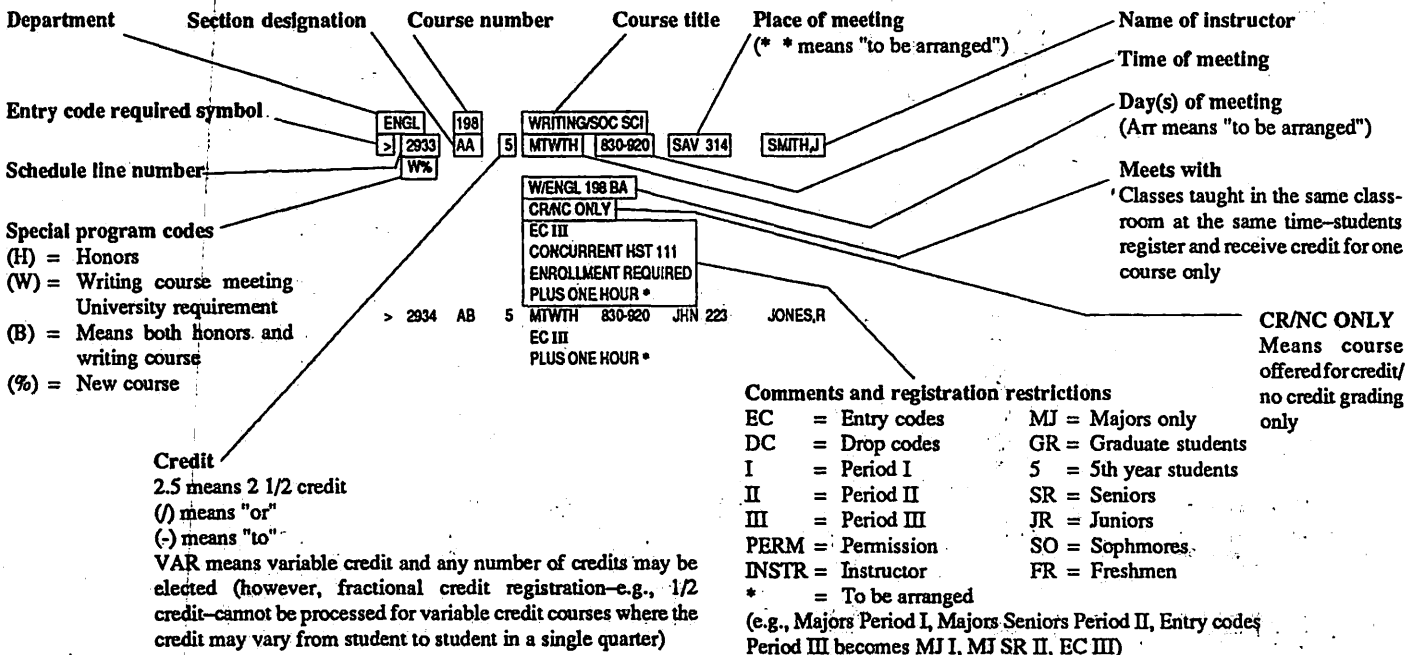 Department
Section designation
Course number
Course title
Place of meeting
(* * means "to be arranged")
Name of instructor
Time of meeting
Day(s) of meeting
(Arr means "to be arranged")
Meets with
Classes taught in the same class-
room at the same time–students
register and receive credit for one
course only
CR/NC ONLY
Means course
offered for credit/
no credit grading
only
Entry code required symbol
Schedule line number
Special program codes
(H) = Honors
(W) = Writing course meeting
University requirement
(B) = Means both honors and
writing course
(%) = New course
ENGL 198 WRITING/SOC SCI
> 2933 AA 5 MTWTH 830-920 SAV 314 SMITH,J
W%
W/ENGL 198 BA
CR/NC ONLY
EC III
CONCURRENT HST 111
ENROLLMENT REQUIRED
PLUS ONE HOUR *
> 2934 AB 5 MTWTH 830-920 JHN 223 JONES,R
EC III
PLUS ONE HOUR *
Credit
2.5 means 2 1/2 credit
(/) means "or"
(-) means "to"
VAR means variable credit and any number of credits may be
elected (however, fractional credit registration–e.g., 1/2
credit–cannot be processed for variable credit courses where the
credit may vary from student to student in a single quarter)
Comments and registration restrictions
EC = Entry codes MJ = Majors only
DC = Drop codes GR = Graduate students
I = Period I 5 = 5th year students
II = Period II SR = Seniors
III = Period III JR = Juniors
PERM = Permission SO = Sophmores
INSTR = Instructor FR = Freshmen
* = To be arranged
(e.g., Majors Period I, Majors Seniors Period II, Entry codes
Period III becomes MJ I, MJ SR II, EC III)